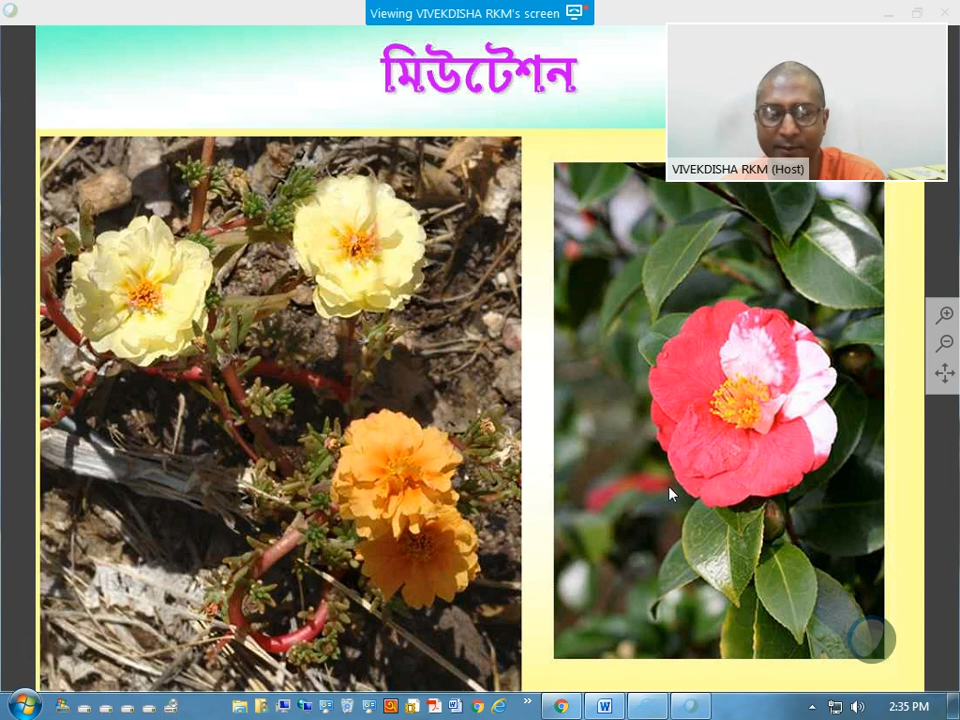 Viewing VIVEKDISHA RKM's screen
মিউটেশন
VIVEKDISHA RKM (Host)
2:35 PM